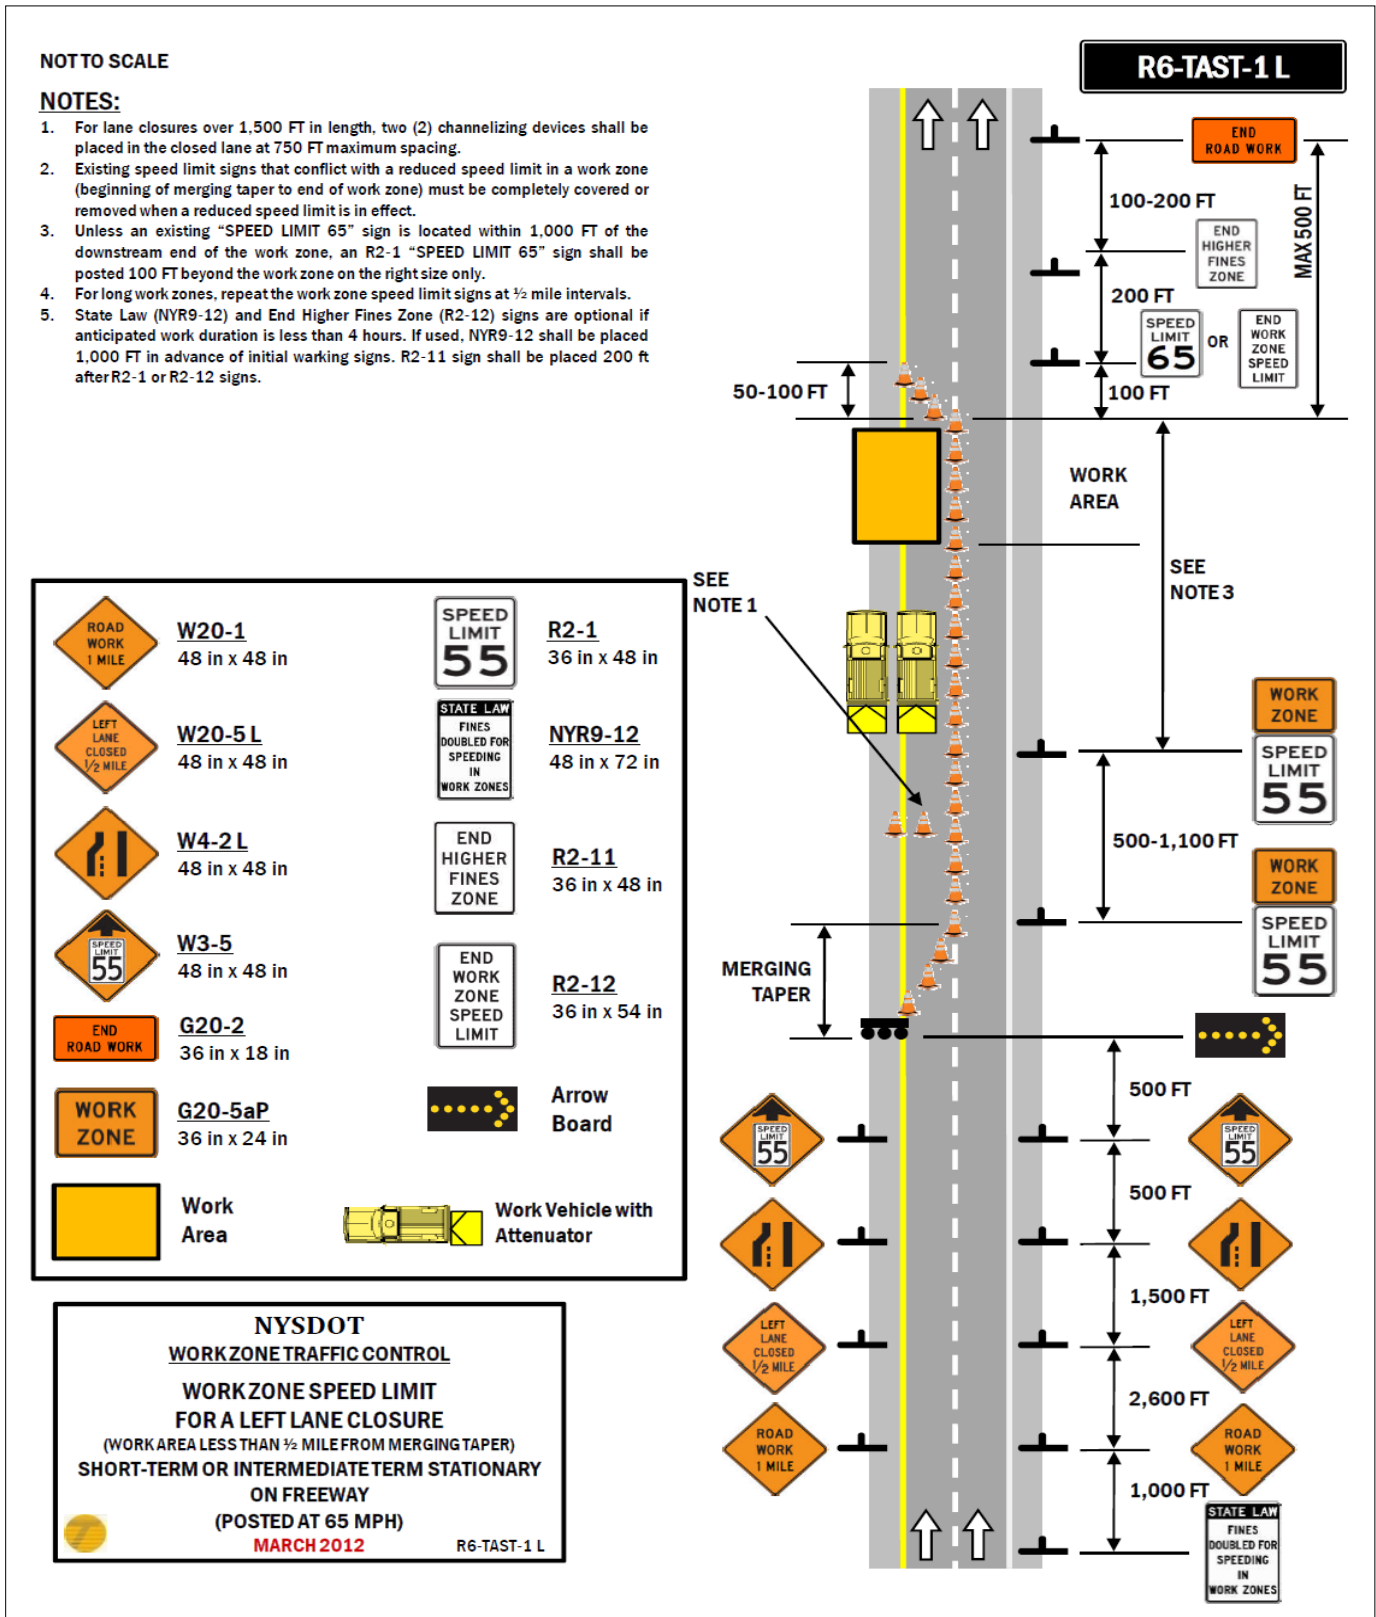 NOT TO SCALE
NOTES:
1. For lane closures over 1,500 FT in length, two (2) channelizing devices shall be
placed in the closed lane at 750 FT maximum spacing.
2. Existing speed limit signs that conflict with a reduced speed limit in a work zone
(beginning of merging taper to end of work zone) must be completely covered or
removed when a reduced speed limit is in effect.
3. Unless an existing “SPEED LIMIT 65” sign is located within 1,000 FT of the
downstream end of the work zone, an R2-1 “SPEED LIMIT 65” sign shall be
posted 100 FT beyond the work zone on the right size only.
4. For long work zones, repeat the work zone speed limit signs at ½ mile intervals.
5. State Law (NYR9-12) and End Higher Fines Zone (R2-12) signs are optional if
anticipated work duration is less than 4 hours. If used, NYR9-12 shall be placed
1,000 FT in advance of initial warking signs. R2-11 sign shall be placed 200 ft
after R2-1 or R2-12 signs.
R6-TAST-1 L
END
ROAD WORK
100-200 FT
MAX 500 FT
END
HIGHER
FINES
ZONE
200 FT
SPEED
LIMIT
65
OR
END
WORK
ZONE
SPEED
LIMIT
100 FT
50-100 FT
WORK
AREA
SEE
NOTE 3
SEE
NOTE 1
WORK
ZONE
SPEED
LIMIT
55
500-1,100 FT
WORK
ZONE
SPEED
LIMIT
55
MERGING
TAPER
500 FT
SPEED
LIMIT
55
SPEED
LIMIT
55
500 FT
1,500 FT
LEFT
LANE
CLOSED
1/2 MILE
LEFT
LANE
CLOSED
1/2 MILE
2,600 FT
ROAD
WORK
1 MILE
ROAD
WORK
1 MILE
1,000 FT
STATE LAW
FINES
DOUBLED FOR
SPEEDING
IN
WORK ZONES
ROAD
WORK
1 MILE
W20-1
48 in x 48 in
LEFT
LANE
CLOSED
1/2 MILE
W20-5 L
48 in x 48 in
W4-2 L
48 in x 48 in
SPEED
LIMIT
55
W3-5
48 in x 48 in
END
ROAD WORK
G20-2
36 in x 18 in
WORK
ZONE
G20-5aP
36 in x 24 in
Work
Area
SPEED
LIMIT
55
R2-1
36 in x 48 in
STATE LAW
FINES
DOUBLED FOR
SPEEDING
IN
WORK ZONES
NYR9-12
48 in x 72 in
END
HIGHER
FINES
ZONE
R2-11
36 in x 48 in
END
WORK
ZONE
SPEED
LIMIT
R2-12
36 in x 54 in
Arrow
Board
Work Vehicle with
Attenuator
NYSDOT
WORK ZONE TRAFFIC CONTROL
WORK ZONE SPEED LIMIT
FOR A LEFT LANE CLOSURE
(WORK AREA LESS THAN ½ MILE FROM MERGING TAPER)
SHORT-TERM OR INTERMEDIATE TERM STATIONARY
ON FREEWAY
(POSTED AT 65 MPH)
MARCH 2012
R6-TAST-1 L